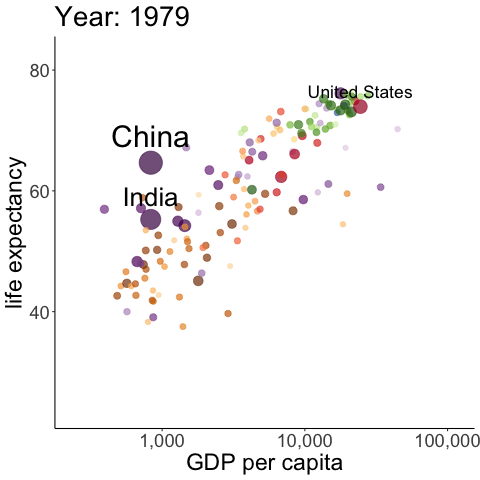 Year: 1979
80
United States
China
60
India
life expectancy
40
1,000 10,000 100,000
GDP per capita